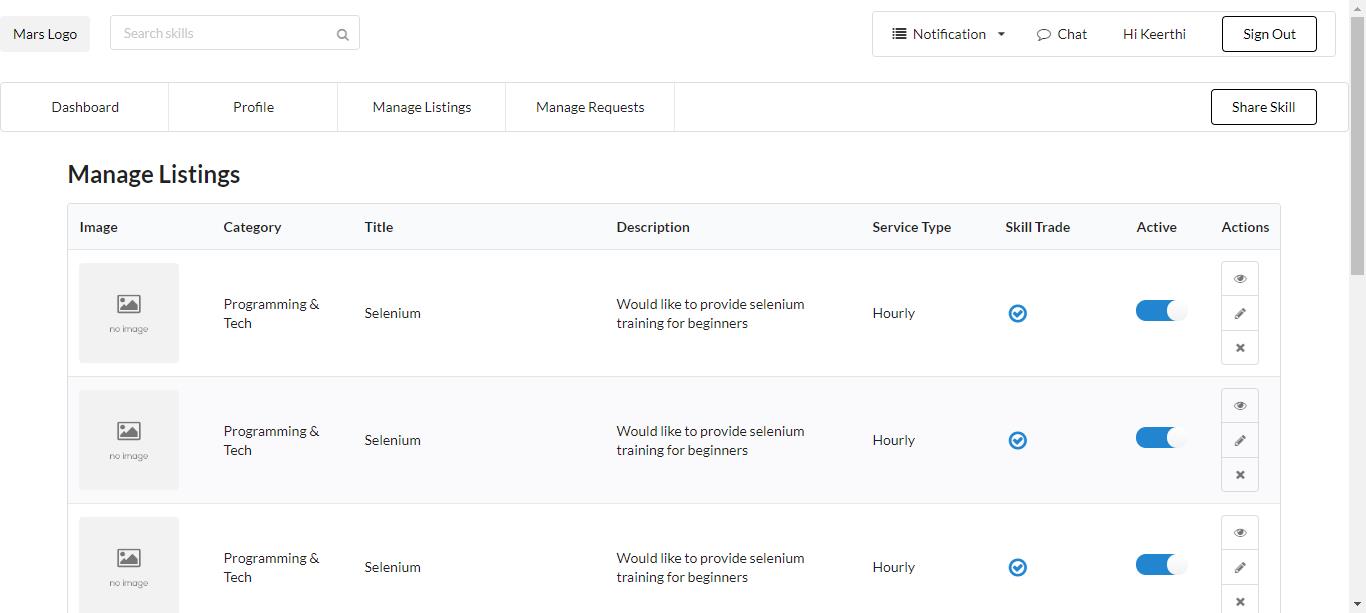 Mars Logo
Search skills
Notification
Chat
Hi Keerthi
Sign Out
Dashboard
Profile
Manage Listings
Manage Requests
Share Skill
Manage Listings
Image Category Title Description Service Type Skill Trade Active Actions
no image
Programming &
Tech
Selenium
Would like to provide selenium
training for beginners
Hourly
no image
Programming &
Tech
Selenium
Would like to provide selenium
training for beginners
Hourly
no image
Programming &
Tech
Selenium
Would like to provide selenium
training for beginners
Hourly